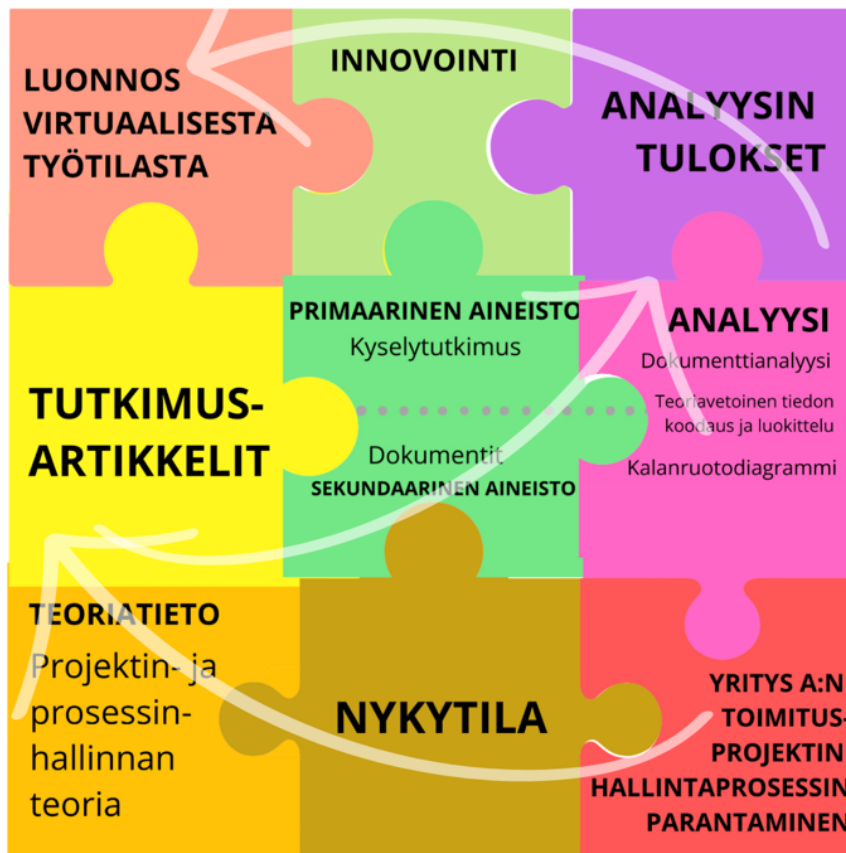 LUONNOS
VIRTUAALISESTA
TYÖTILASTA
INNOVOINTI
ANALYYSIN
TULOKSET
TUTKIMUS-
ARTIKKELIT
PRIMAARINEN AINEISTO
Kyselytutkimus
Dokumentit
SEKUNDAARINEN AINEISTO
ANALYYSI
Dokumenttianalyysi
Teoriavetoinen tiedon
koodaus ja luokittelu
Kalanruotodiagrammi
TEORIATIETO
Projektin- ja
prosessin-
hallinnan
teoria
NYKYTILA
YRITYS A:N
TOIMITUS-
PROJEKTIN
HALLINTAPROSESSIN
PARANTAMINEN